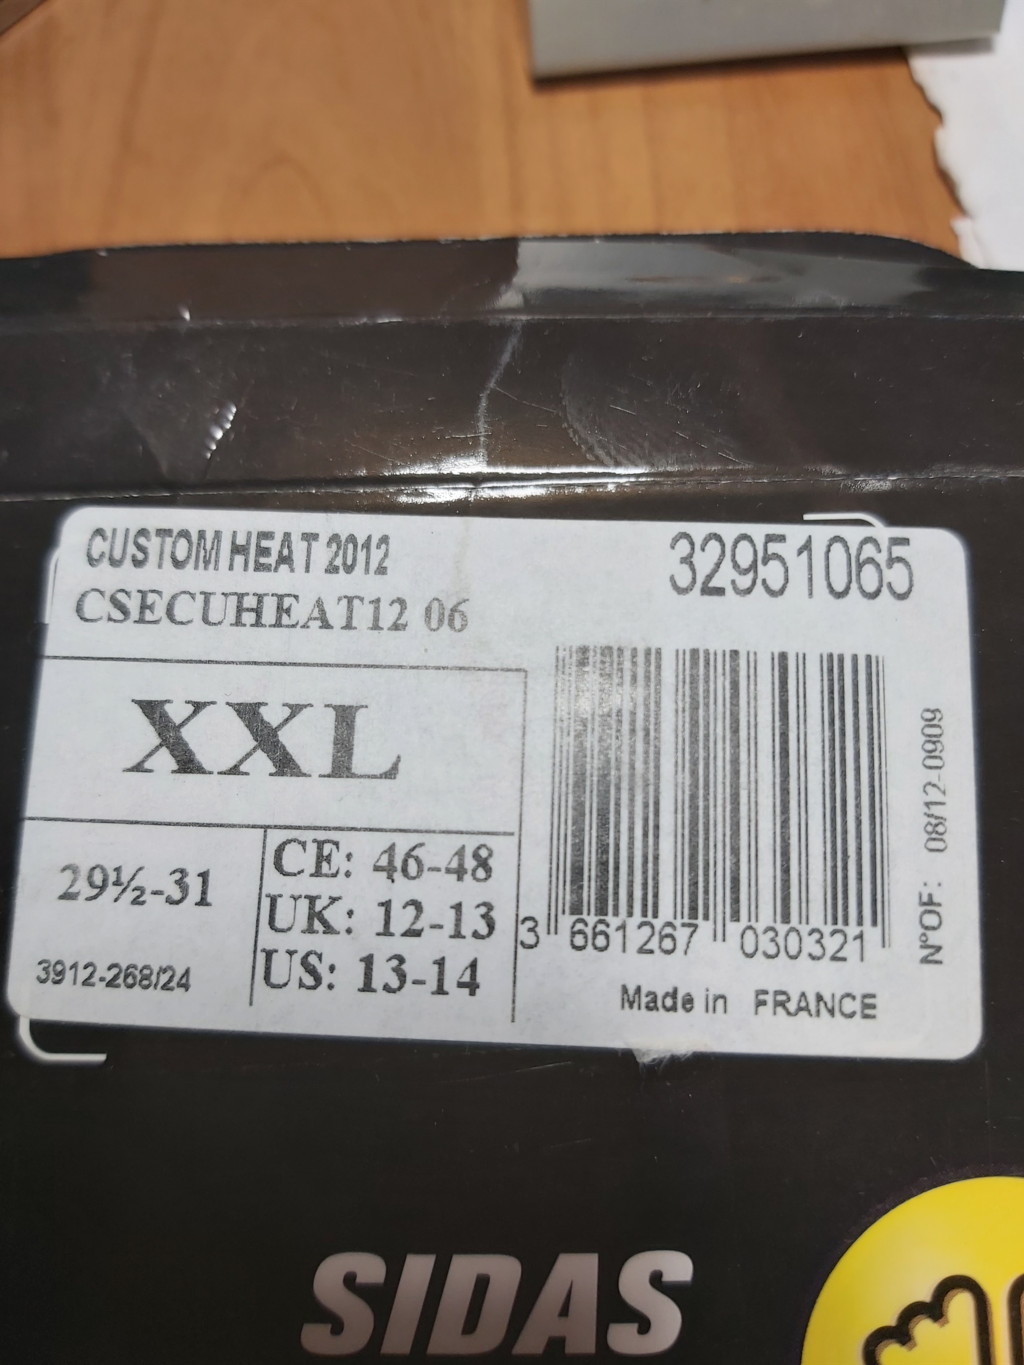 CUSTOM HEAT 2012
32951065
CSECUHEAT12 06
XXL
29½-31
CE: 46-48
UK: 12-13
US: 13-14
3912-268/24
3 661267 030321
Made in FRANCE
N°OF: 08/12-0909
SIDAS